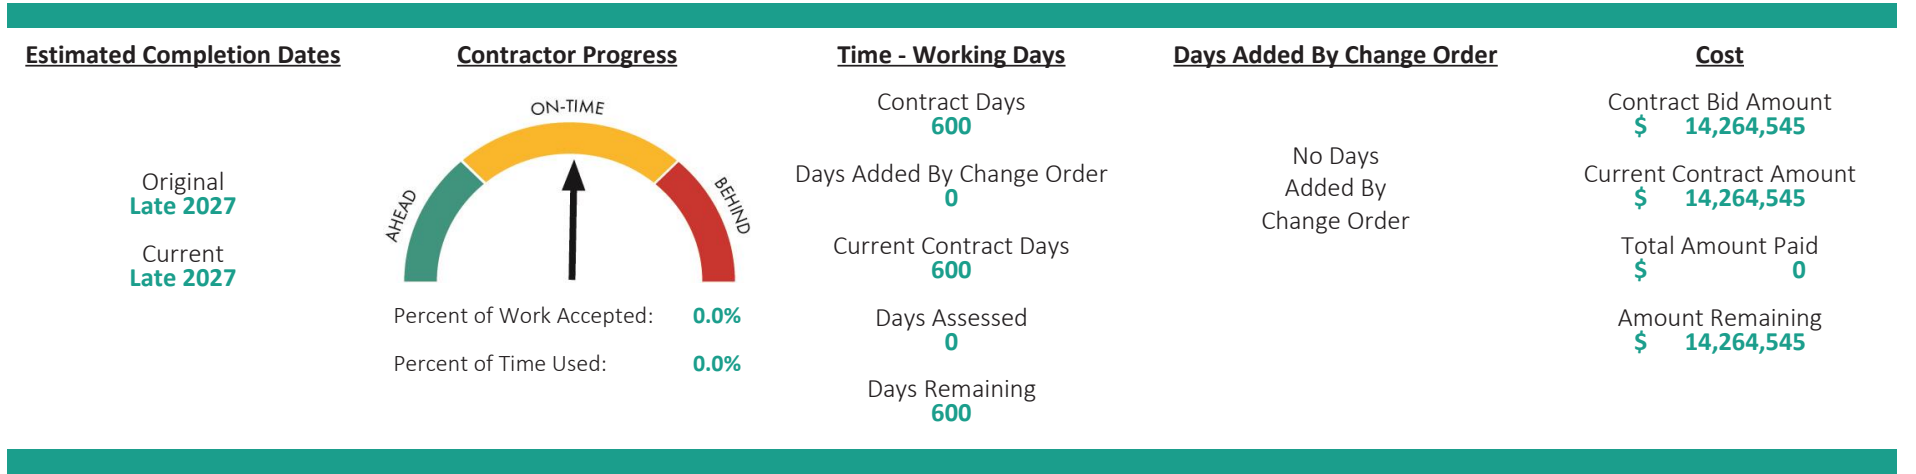 Estimated Completion Dates
Original
Late 2027
Current
Late 2027
Contractor Progress
ON-TIME
AHEAD
BEHIND
Percent of Work Accepted: 0.0%
Percent of Time Used: 0.0%
Time - Working Days
Contract Days
600
Days Added By Change Order
0
Current Contract Days
600
Days Assessed
0
Days Remaining
600
Days Added By Change Order
No Days
Added By
Change Order
Cost
Contract Bid Amount
$ 14,264,545
Current Contract Amount
$ 14,264,545
Total Amount Paid
$ 0
Amount Remaining
$ 14,264,545